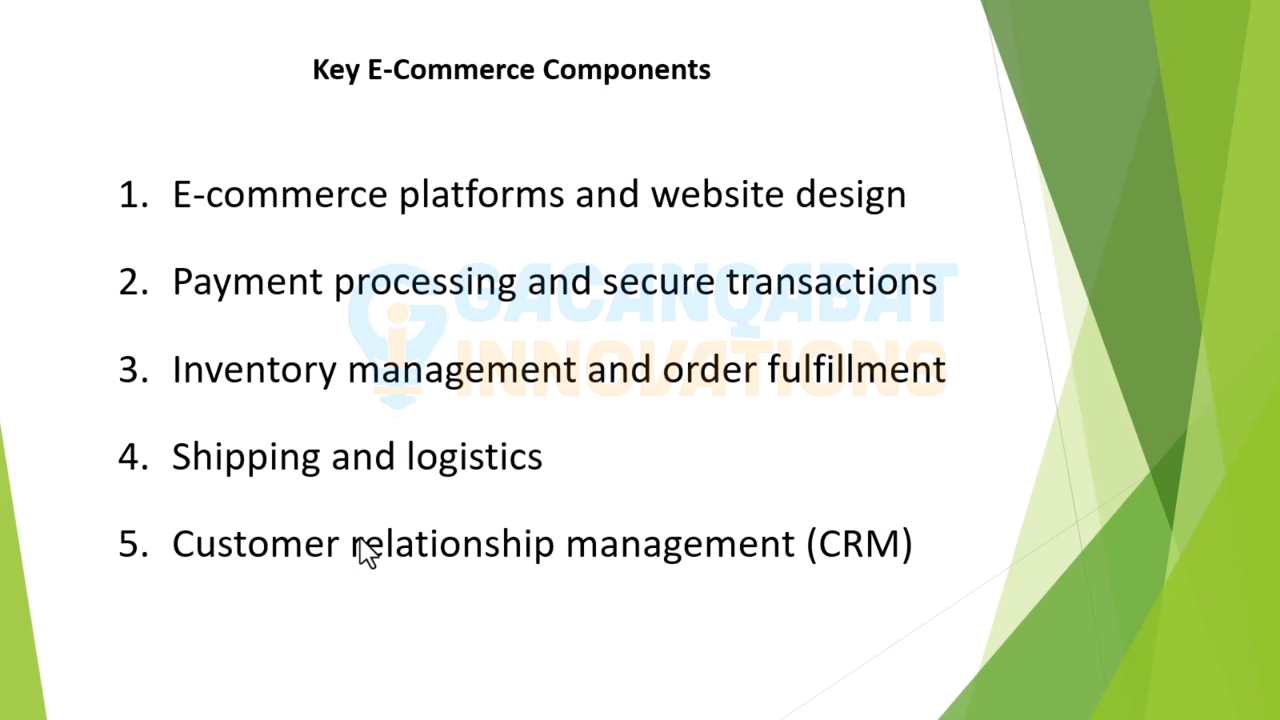 Key E-Commerce Components
1. E-commerce platforms and website design
2. Payment processing and secure transactions
GACANQABAT
3. Inventory management and order fulfillment
INNOVATIONS
4. Shipping and logistics
5. Customer relationship management (CRM)